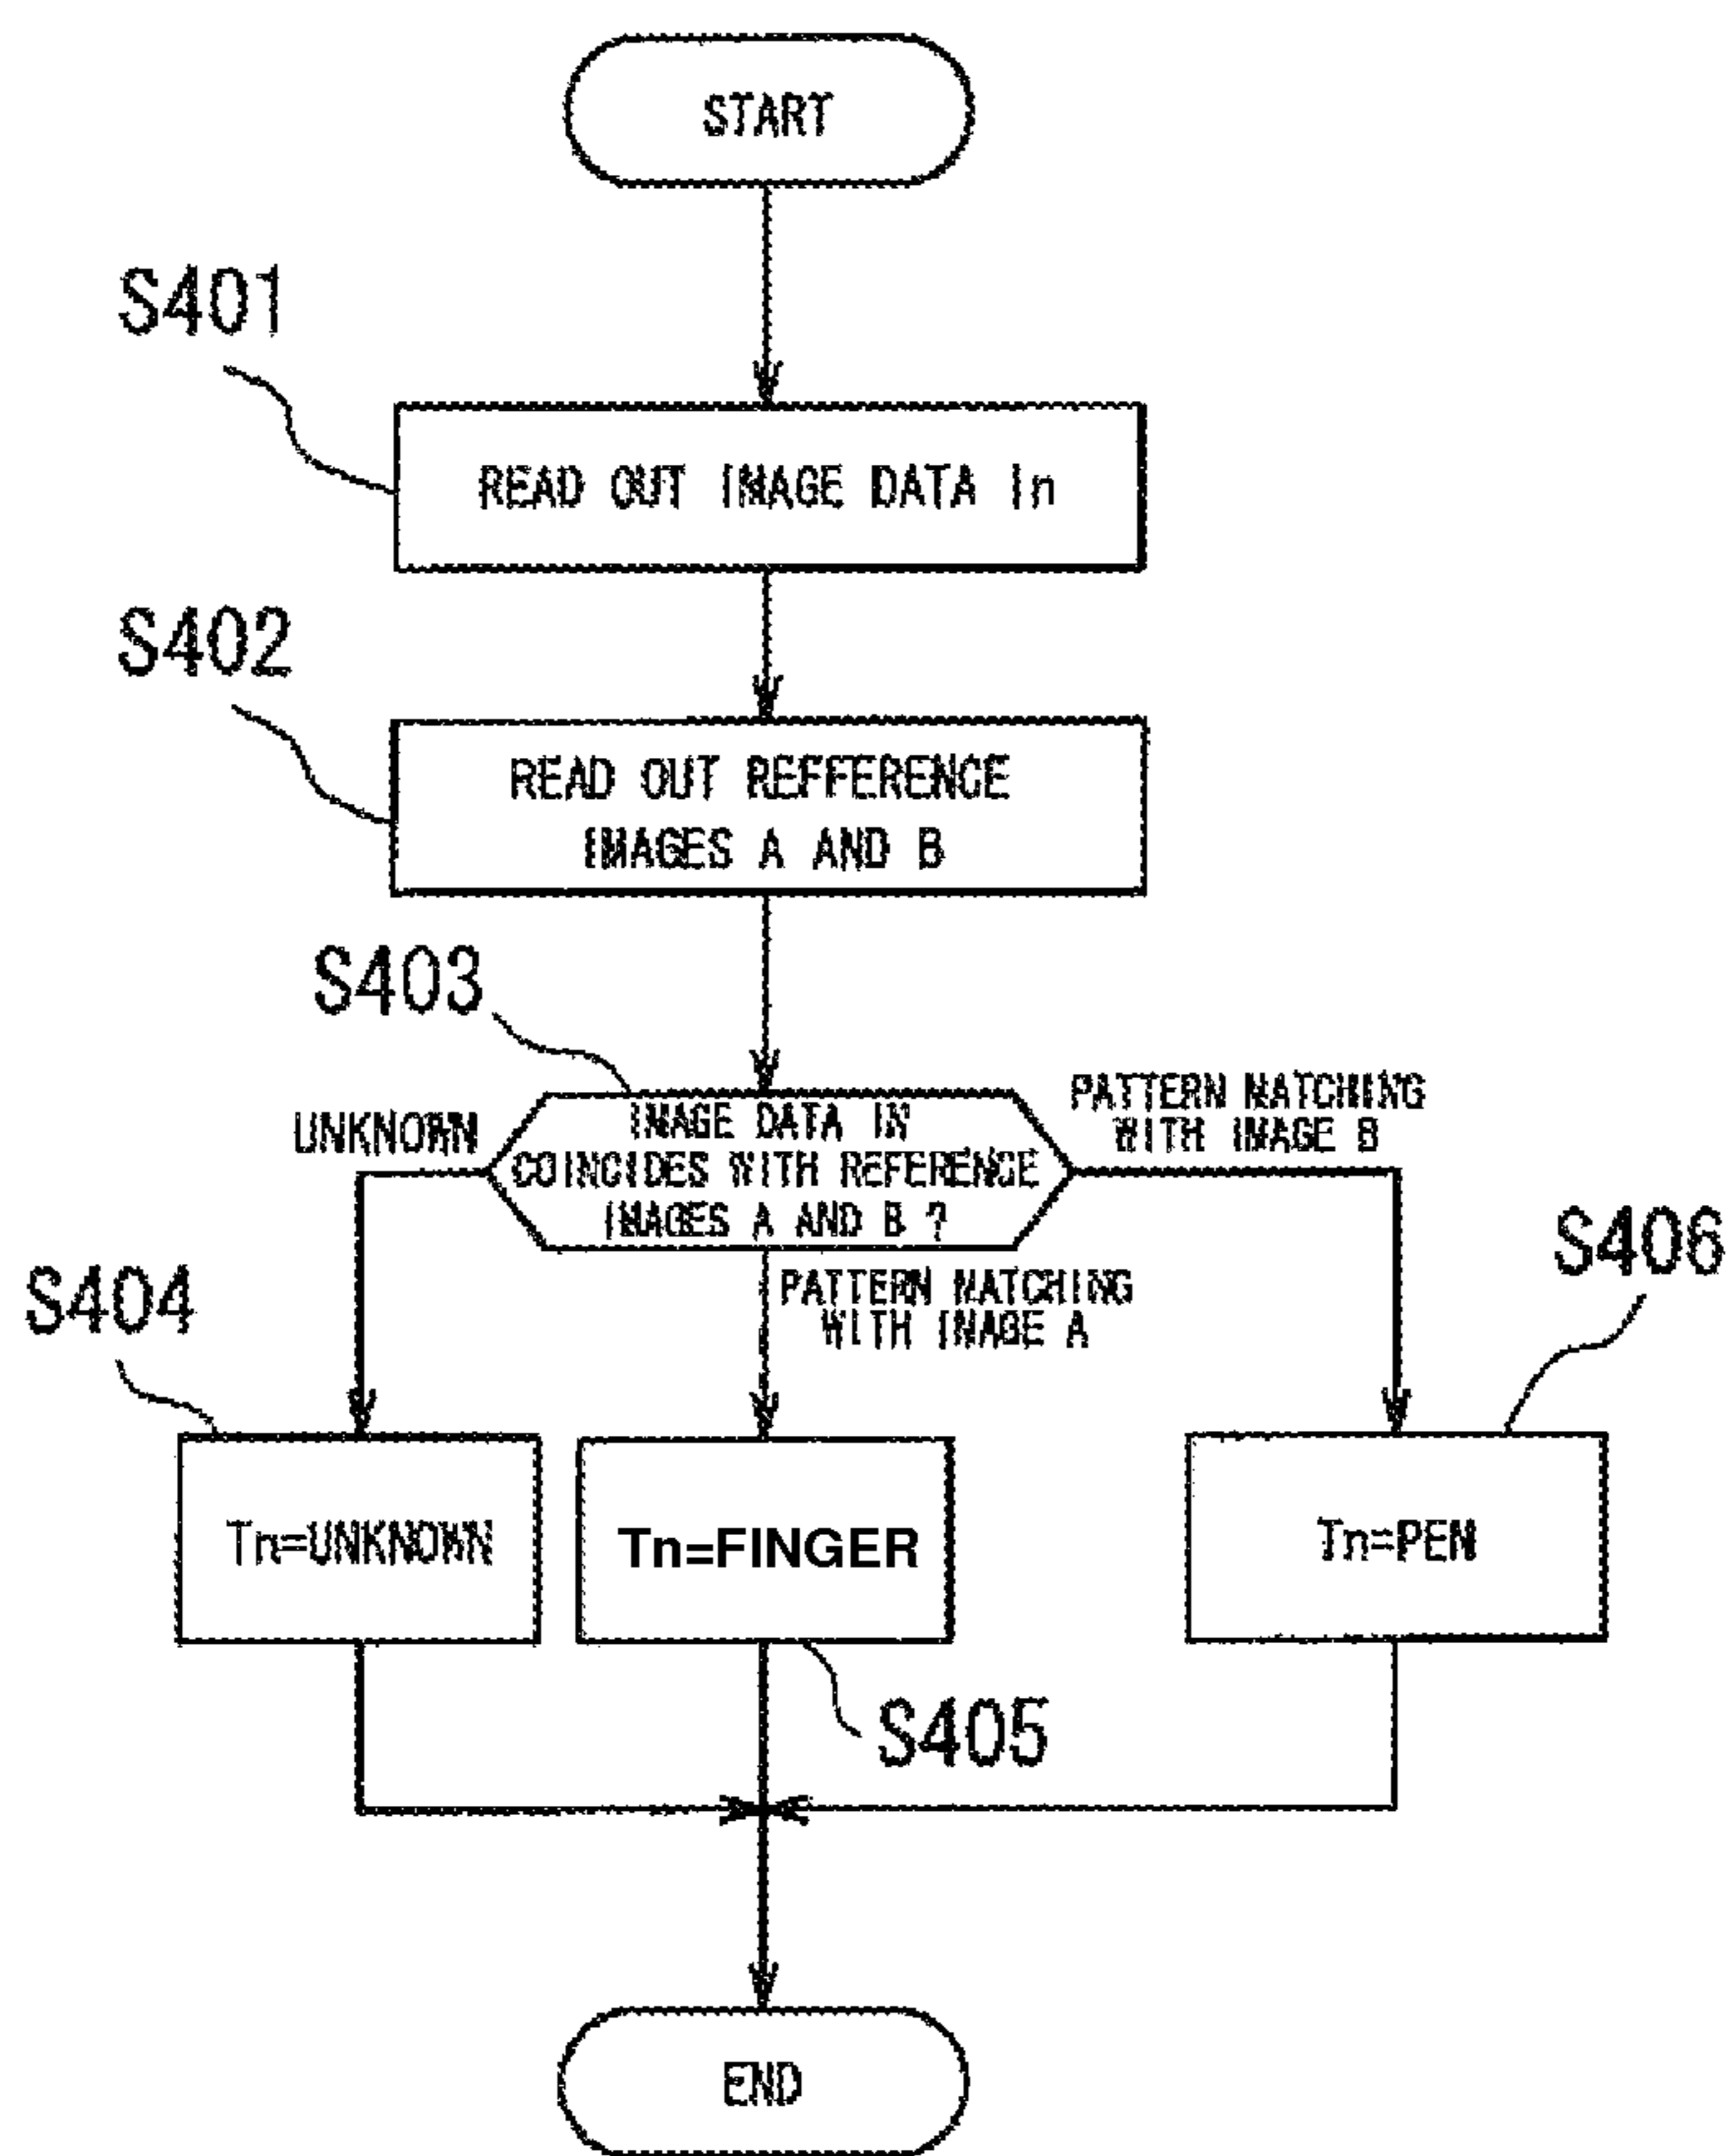 START
S401
READ OUT IMAGE DATA In
S402
READ OUT REFFERENCE
IMAGES A AND B
S403
UNKNOWN
IMAGE DATA IN
COINCIDES WITH REFERENCE
IMAGES A AND B ?
PATTERN MATCHING
WITH IMAGE B
PATTERN MATCHING
WITH IMAGE A
S404
S406
Tn=UNKNOWN
Tn=FINGER
Tn=PEN
S405
END